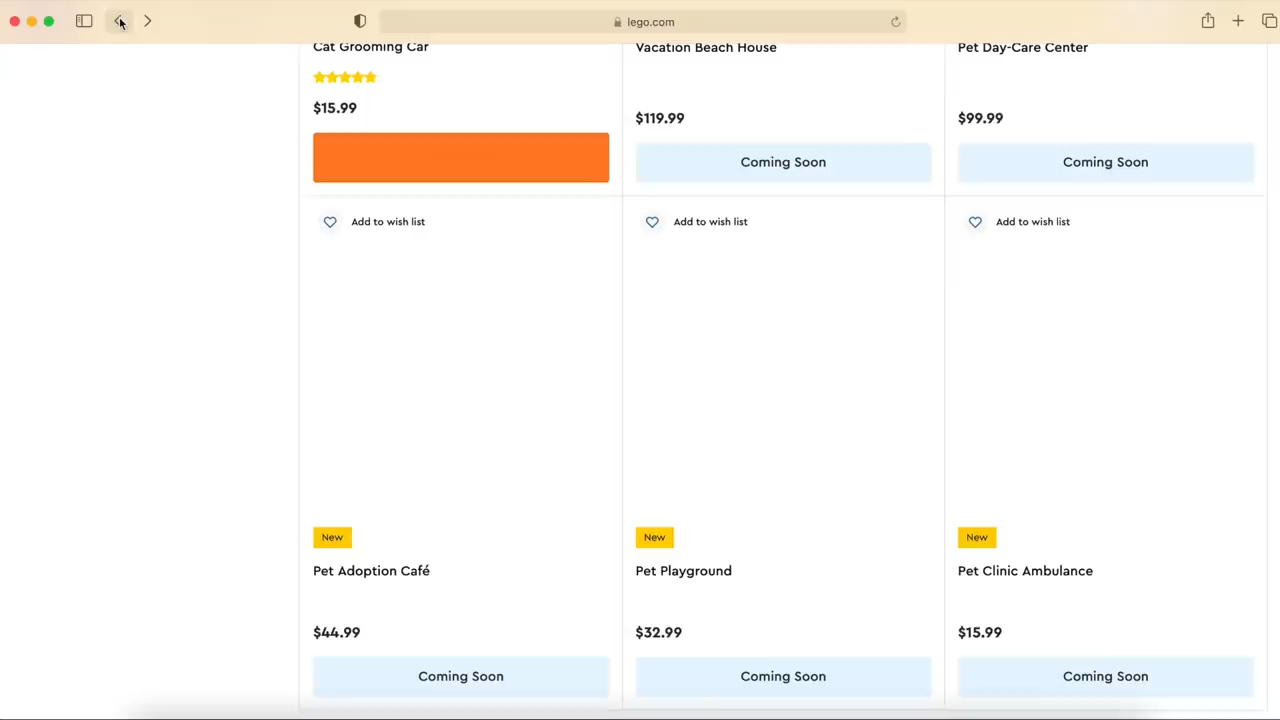 lego.com
Cat Grooming Car
Vacation Beach House
Pet Day-Care Center
$15.99
$119.99
$99.99
Coming Soon
Coming Soon
Add to wish list
Add to wish list
Add to wish list
New
New
New
Pet Adoption Café
Pet Playground
Pet Clinic Ambulance
$44.99
$32.99
$15.99
Coming Soon
Coming Soon
Coming Soon